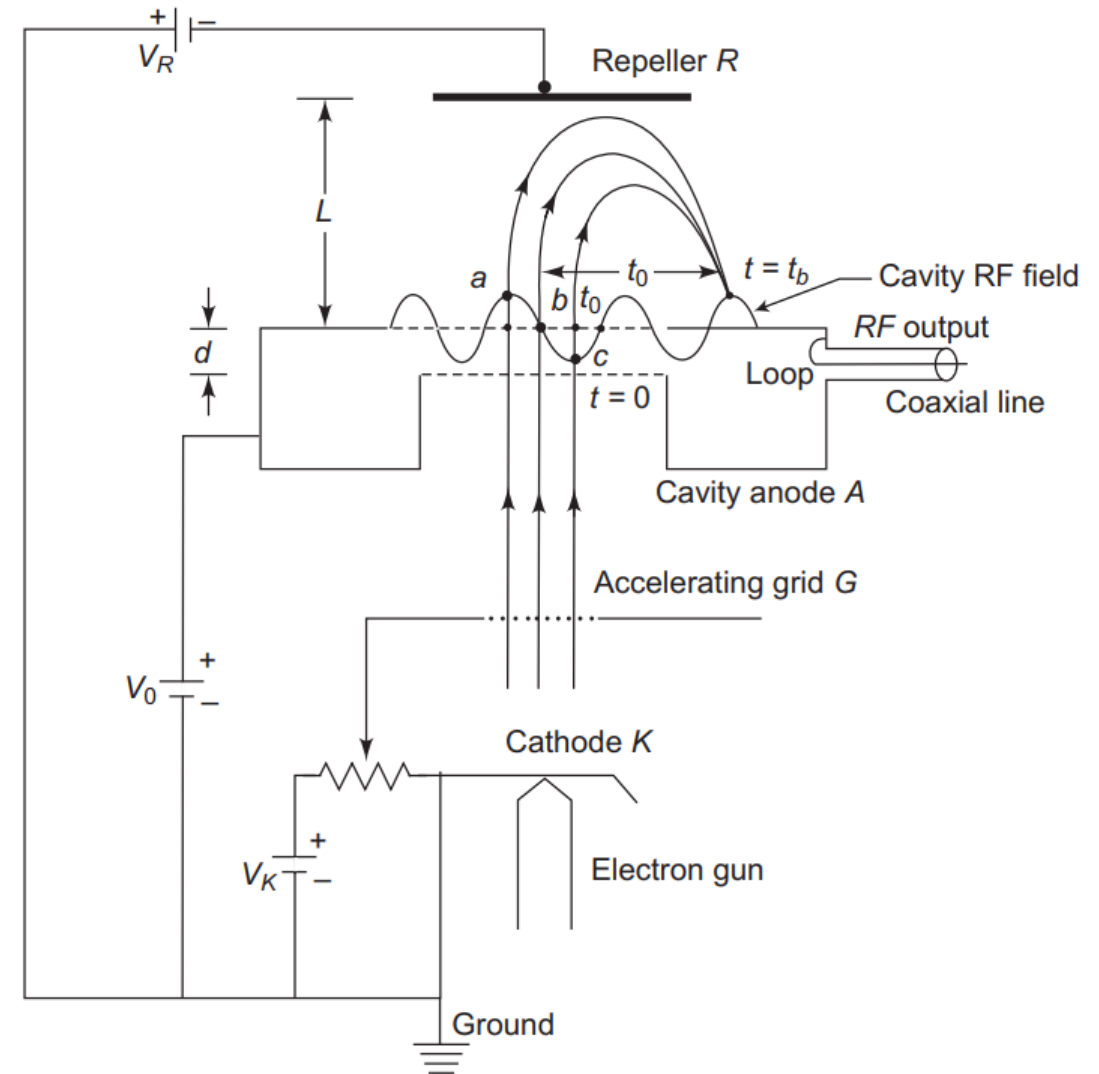 + –
V_R
Repeller R
L
a
b
t_0
t_0
t = t_b
Cavity RF field
RF output
d
c
Loop
t = 0
Coaxial line
Cavity anode A
Accelerating grid G
+
V_0
–
Cathode K
+
V_K
–
Electron gun
Ground